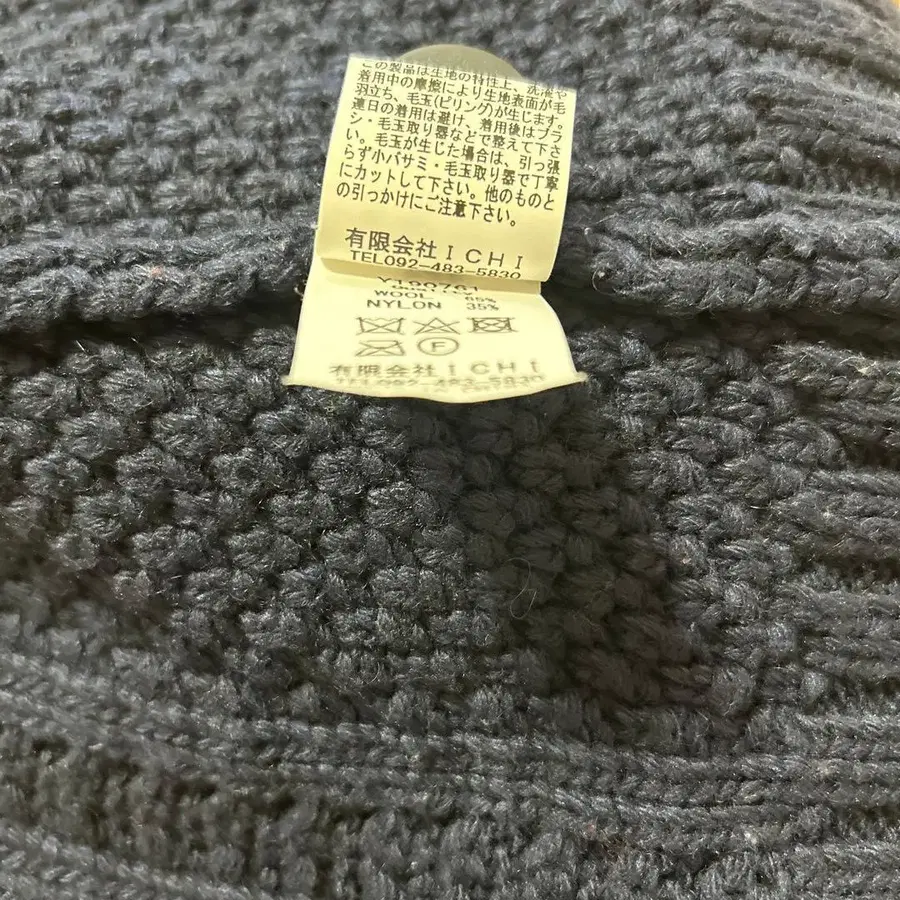 この製品は生地の特性上、洗濯や
着用中の摩擦により生地表面が毛
羽立ち、毛玉(ピリング)が生じます。
連日の着用は避け、着用後はブラ
シ・毛玉取り器などで整えて下さ
い。毛玉が生じた場合は、引っ張
らず小バサミ・毛玉取り器で丁寧
にカットして下さい。他のものと
の引っかけにご注意下さい。
有限会社ICHI
TEL092-483-5830
WOOL 65%
NYLON 35%
F
有限会社ICHI
TEL092-483-5830